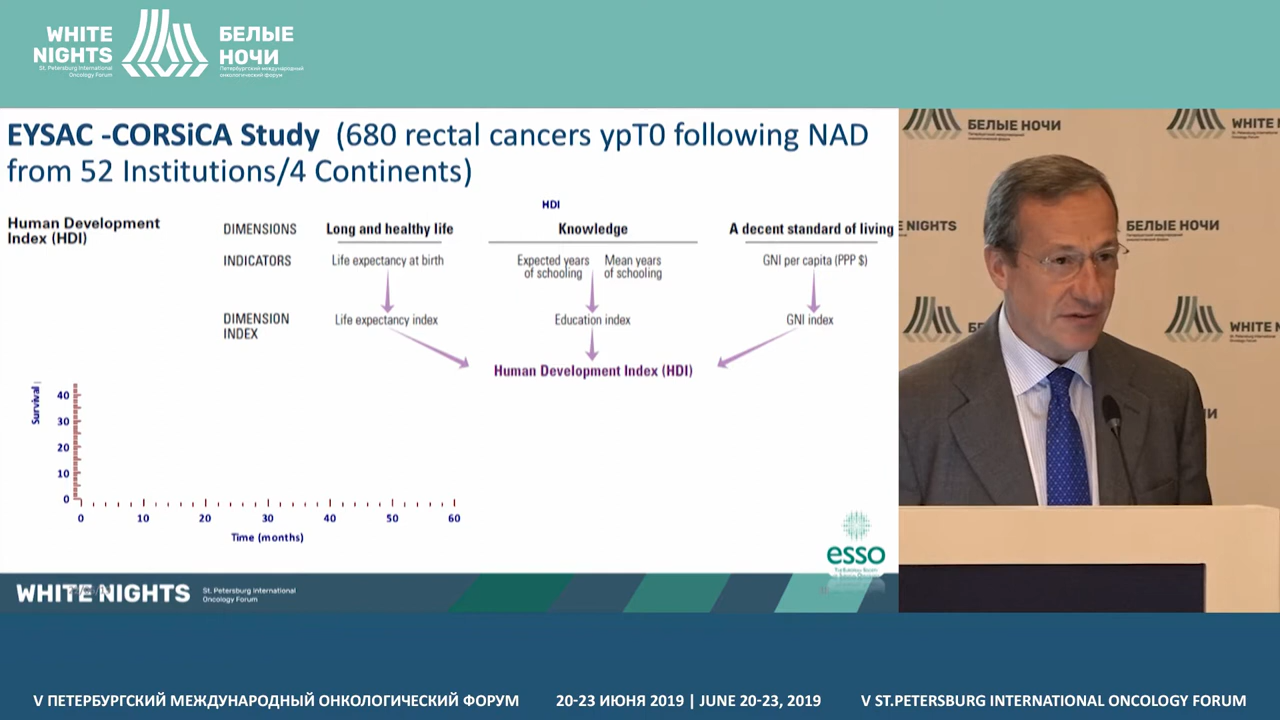 WHITE
NIGHTS
St. Petersburg International
Oncology Forum
БЕЛЫЕ
НОЧИ
Петербургский международный
онкологический форум
EYSAC -CORSiCA Study (680 rectal cancers ypT0 following NAD
from 52 Institutions/4 Continents)
HDI
Human Development
Index (HDI)
DIMENSIONS
Long and healthy life
Knowledge
A decent standard of living
INDICATORS
Life expectancy at birth
Expected years
of schooling
Mean years
of schooling
GNI per capita (PPP $)
DIMENSION
INDEX
Life expectancy index
Education index
GNI index
Human Development Index (HDI)
Survival
40
30
20
10
0
0 10 20 30 40 50 60
Time (months)
esso
WHITE NIGHTS
St. Petersburg International
Oncology Forum
БЕЛЫЕ НОЧИ
WHITE N
E NIGHTS
БЕЛЫЕ НОЧИ
WHITE N
V ПЕТЕРБУРГСКИЙ МЕЖДУНАРОДНЫЙ ОНКОЛОГИЧЕСКИЙ ФОРУМ
20-23 ИЮНЯ 2019 | JUNE 20-23, 2019
V ST.PETERSBURG INTERNATIONAL ONCOLOGY FORUM